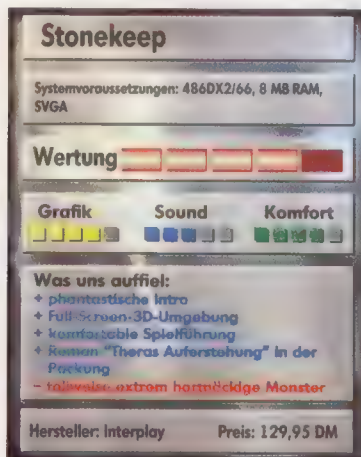 Stonekeep
Systemvoraussetzungen: 486DX2/66, 8 MB RAM,
SVGA
Wertung
Grafik Sound Komfort
Was uns auffiel:
+ phantastische Intro
+ Full-Screen-3D-Umgebung
+ komfortable Spielführung
+ Roman "Theras Auferstehung" in der
Packung
– teilweise extrem hartnäckige Monster
Hersteller: Interplay Preis: 129,95 DM